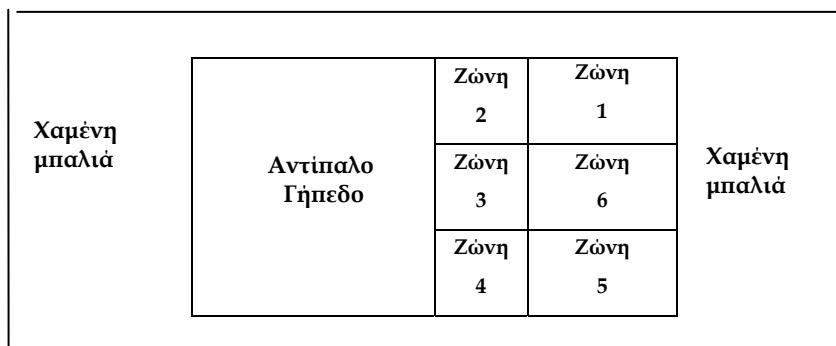 Χαμένη
μπαλιά
Αντίπαλο
Γήπεδο
Ζώνη
2
Ζώνη
1
Ζώνη
3
Ζώνη
6
Ζώνη
4
Ζώνη
5
Χαμένη
μπαλιά